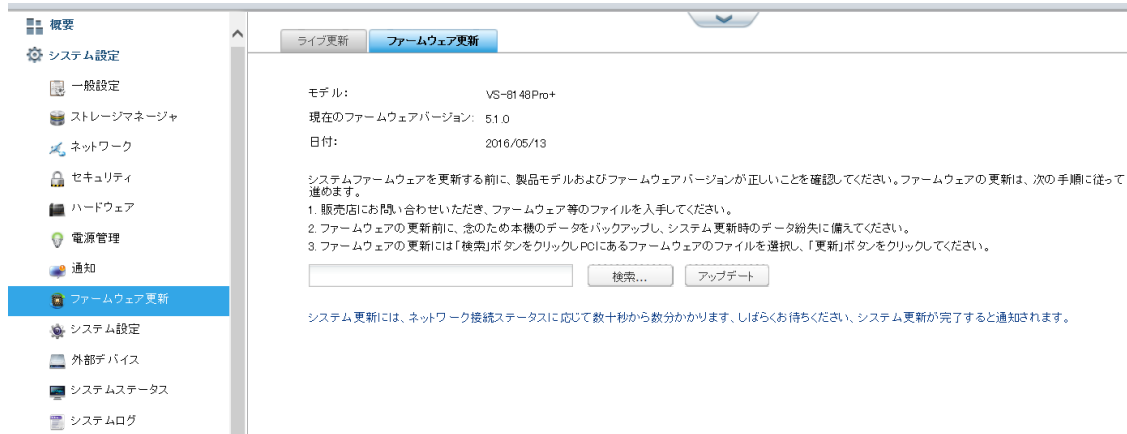 概要
システム設定
一般設定
ストレージマネージャ
ネットワーク
セキュリティ
ハードウェア
電源管理
通知
ファームウェア更新
システム設定
外部デバイス
システムステータス
システムログ
ライブ更新 ファームウェア更新
モデル: VS-8148Pro+
現在のファームウェアバージョン: 5.1.0
日付: 2016/05/13
システムファームウェアを更新する前に、製品モデルおよびファームウェアバージョンが正しいことを確認してください。ファームウェアの更新は、次の手順に従って
進めます。
1. 販売店にお問い合わせいただき、ファームウェア等のファイルを入手してください。
2. ファームウェアの更新前に、念のため本機のデータをバックアップし、システム更新時のデータ紛失に備えてください。
3. ファームウェアの更新には「検索」ボタンをクリックしPCにあるファームウェアのファイルを選択し、「更新」ボタンをクリックしてください。
検索... アップデート
システム更新には、ネットワーク接続ステータスに応じて数十秒から数分かかります、しばらくお待ちください、システム更新が完了すると通知されます。